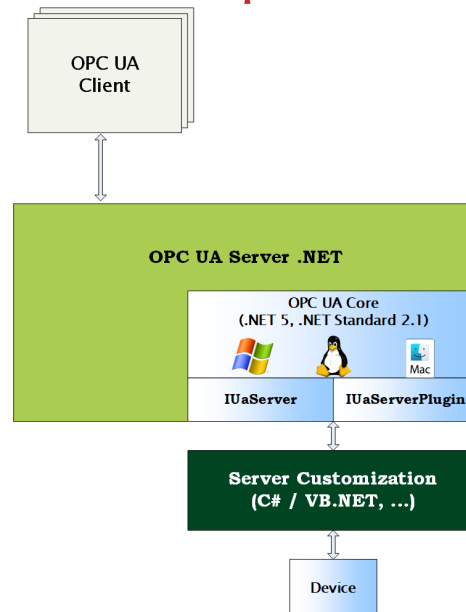 OPC UA
Client
OPC UA Server .NET
OPC UA Core
(.NET 5, .NET Standard 2.1)
Mac
IUaServer
IUaServerPlugin
Server Customization
(C# / VB.NET, ...)
Device